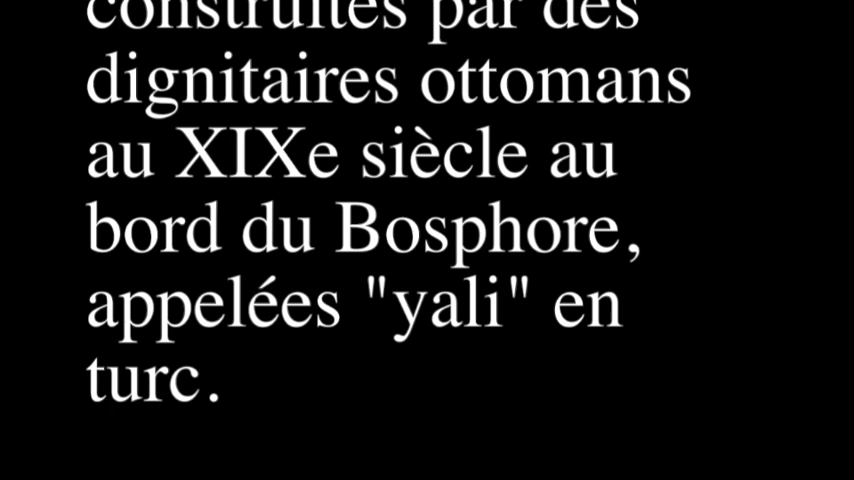 construites par des
dignitaires ottomans
au XIXe siècle au
bord du Bosphore,
appelées "yali" en
turc.